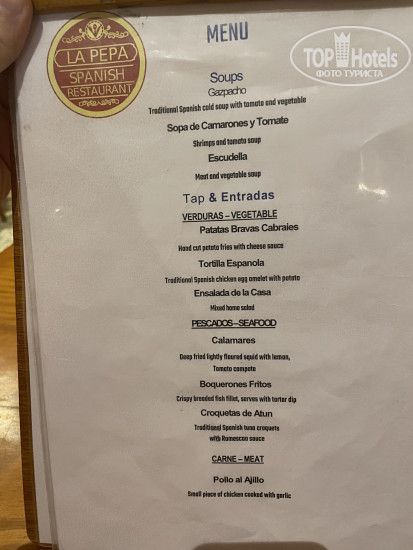 LA PEPA
SPANISH
RESTAURANT
MENU
TOP Hotels
ФОТО ТУРИСТА
Soups
Gazpacho
Traditional Spanish cold soup with tomato and vegetable
Sopa de Camarones y Tomate
Shrimps and tomato soup
Escudella
Meat and vegetable soup
Tap & Entradas
VERDURAS – VEGETABLE
Patatas Bravas Cabrales
Hand cut potato fries with cheese sauce
Tortilla Espanola
Traditional Spanish chicken egg omelet with potato
Ensalada de la Casa
Mixed home salad
PESCADOS – SEAFOOD
Calamares
Deep fried lightly floured squid with lemon,
Tomato compote
Boquerones Fritos
Crispy breaded fish fillet, serves with tartar dip
Croquetas de Atun
Traditional Spanish tuna croquets
with Romescao sauce
CARNE – MEAT
Pollo al Ajillo
Small piece of chicken cooked with garlic